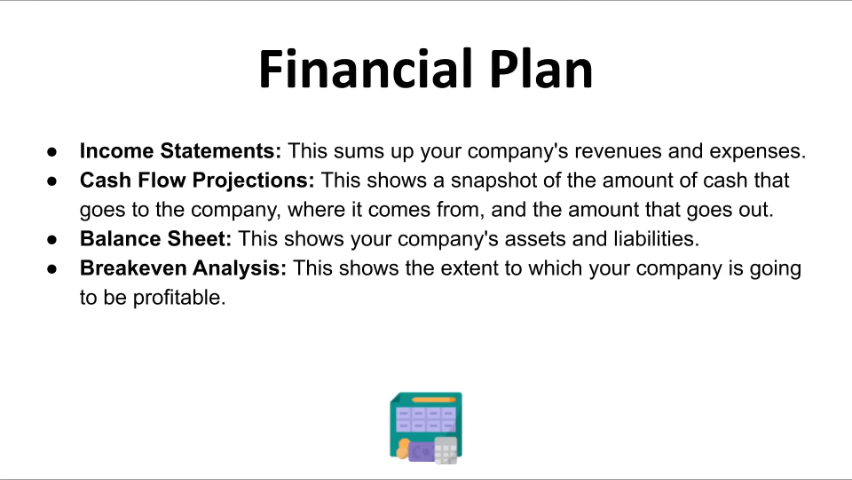 Financial Plan
● Income Statements: This sums up your company's revenues and expenses.
● Cash Flow Projections: This shows a snapshot of the amount of cash that
goes to the company, where it comes from, and the amount that goes out.
● Balance Sheet: This shows your company's assets and liabilities.
● Breakeven Analysis: This shows the extent to which your company is going
to be profitable.